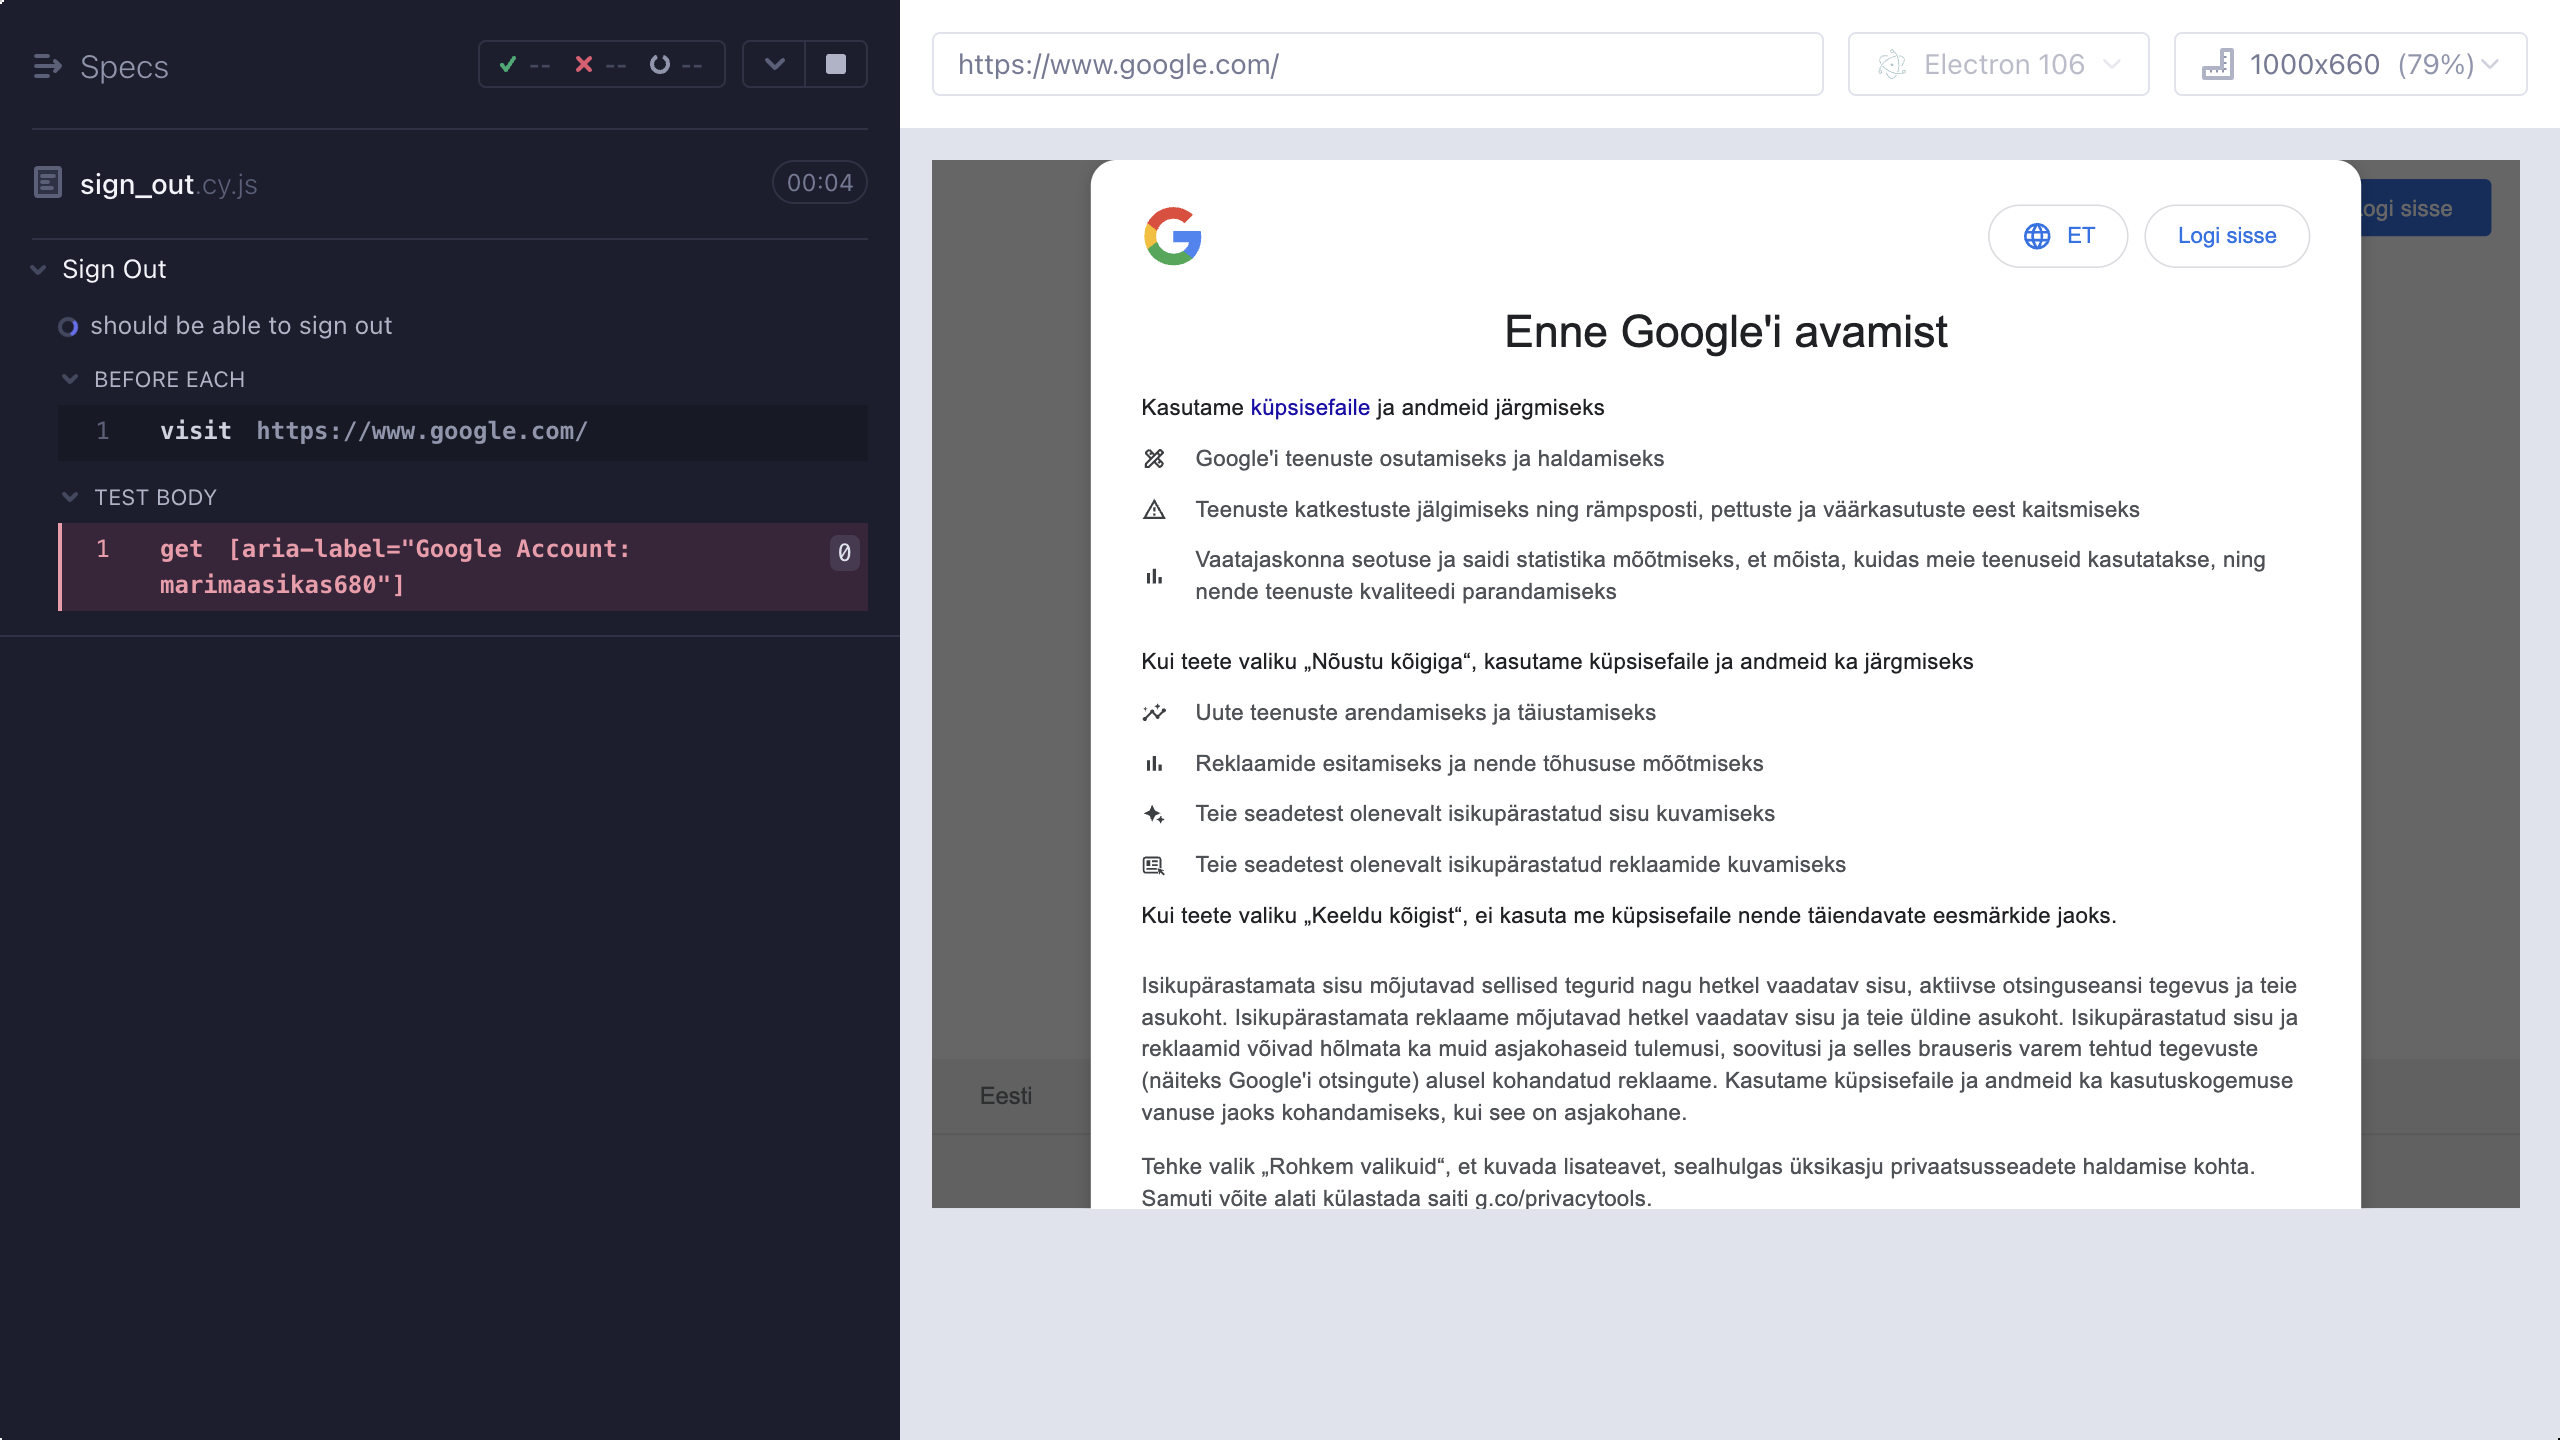 Specs
-- -- --
https://www.google.com/
Electron 106
1000x660 (79%)
sign_out.cy.js
00:04
Sign Out
should be able to sign out
BEFORE EACH
1 visit https://www.google.com/
TEST BODY
1 get [aria-label="Google Account:
marimaasikas680"]
0
ogi sisse
ET
Logi sisse
Enne Google'i avamist
Kasutame küpsisefaile ja andmeid järgmiseks
Google'i teenuste osutamiseks ja haldamiseks
Teenuste katkestuste jälgimiseks ning rämpsposti, pettuste ja väärkasutuste eest kaitsmiseks
Vaatajaskonna seotuse ja saidi statistika mõõtmiseks, et mõista, kuidas meie teenuseid kasutatakse, ning
nende teenuste kvaliteedi parandamiseks
Kui teete valiku „Nõustu kõigiga“, kasutame küpsisefaile ja andmeid ka järgmiseks
Uute teenuste arendamiseks ja täiustamiseks
Reklaamide esitamiseks ja nende tõhususe mõõtmiseks
Teie seadetest olenevalt isikupärastatud sisu kuvamiseks
Teie seadetest olenevalt isikupärastatud reklaamide kuvamiseks
Kui teete valiku „Keeldu kõigist“, ei kasuta me küpsisefaile nende täiendavate eesmärkide jaoks.
Isikupärastamata sisu mõjutavad sellised tegurid nagu hetkel vaadatav sisu, aktiivse otsinguseansi tegevus ja teie
asukoht. Isikupärastamata reklaame mõjutavad hetkel vaadatav sisu ja teie üldine asukoht. Isikupärastatud sisu ja
reklaamid võivad hõlmata ka muid asjakohaseid tulemusi, soovitusi ja selles brauseris varem tehtud tegevuste
(näiteks Google'i otsingute) alusel kohandatud reklaame. Kasutame küpsisefaile ja andmeid ka kasutuskogemuse
vanuse jaoks kohandamiseks, kui see on asjakohane.
Eesti
Tehke valik „Rohkem valikuid“, et kuvada lisateavet, sealhulgas üksikasju privaatsusseadete haldamise kohta.
Samuti võite alati külastada saiti g.co/privacytools.